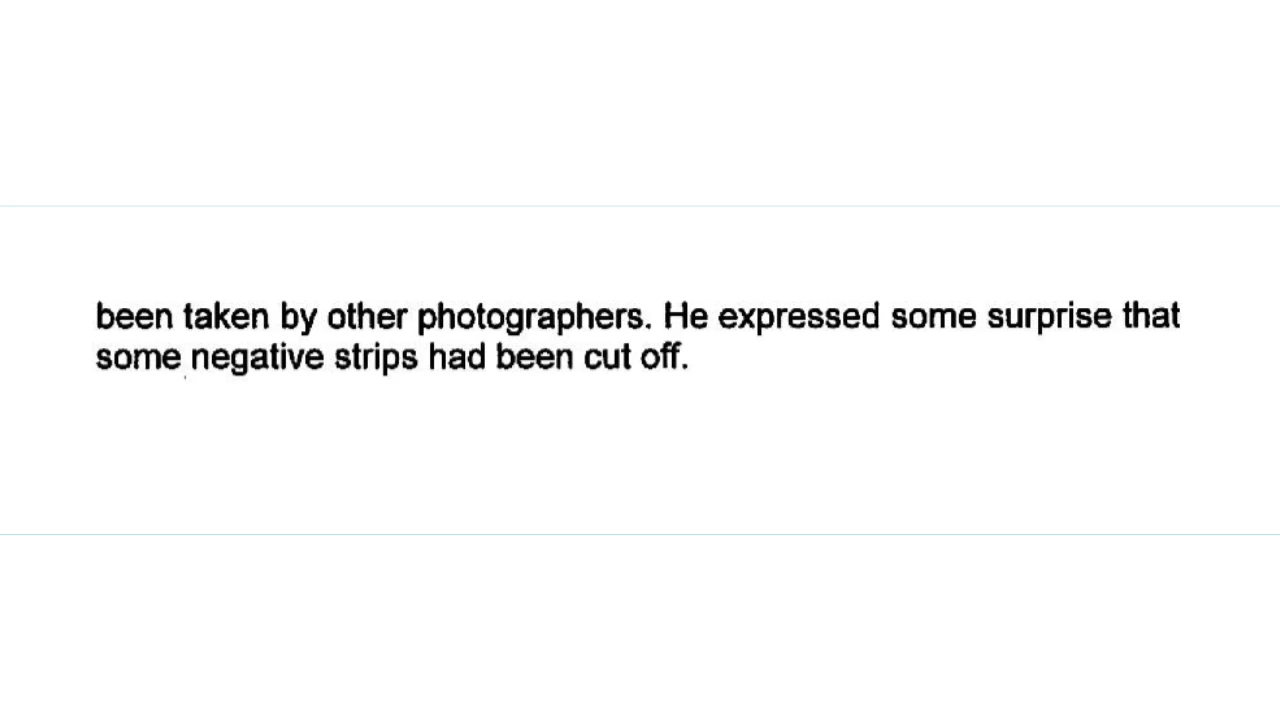 been taken by other photographers. He expressed some surprise that
some negative strips had been cut off.